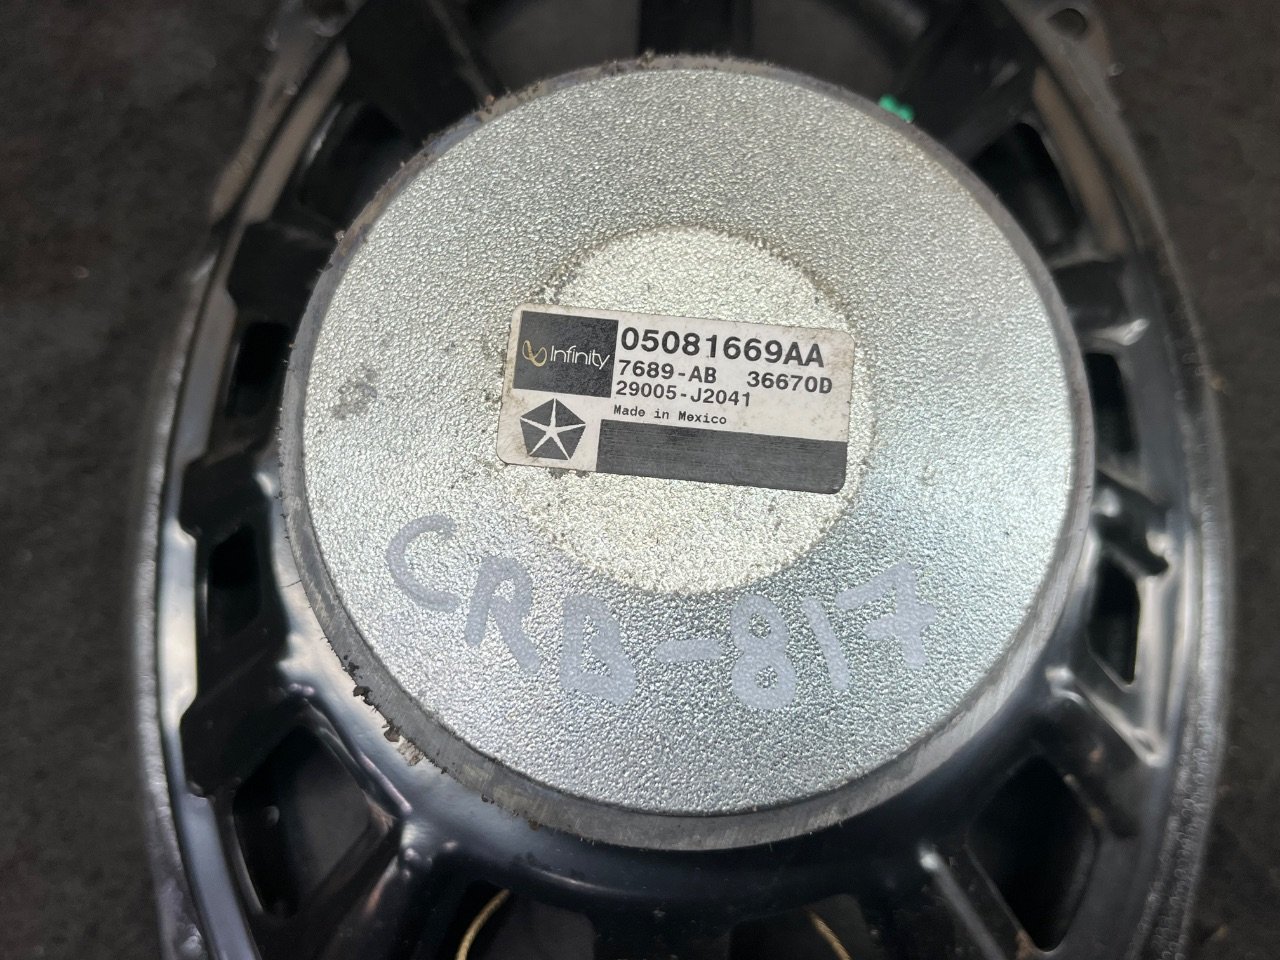 Infinity
05081669AA
7689-AB 36670D
29005-J2041
Made in Mexico
CRB-817